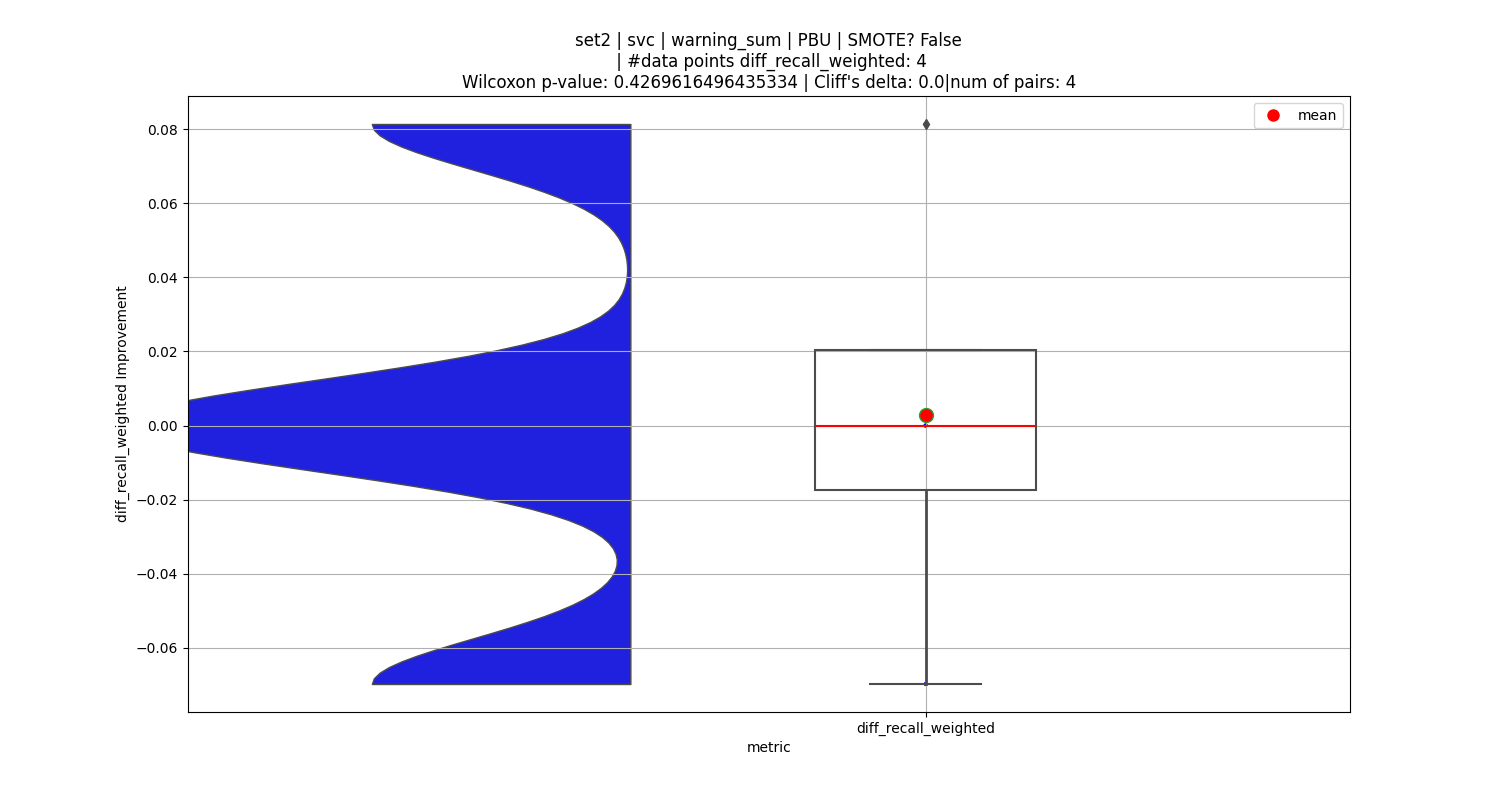 set2 | svc | warning_sum | PBU | SMOTE? False
| #data points diff_recall_weighted: 4
Wilcoxon p-value: 0.4269616496435334 | Cliff's delta: 0.0|num of pairs: 4
mean
0.08
0.06
0.04
0.02
0.00
−0.02
−0.04
−0.06
diff_recall_weighted Improvement
diff_recall_weighted
metric